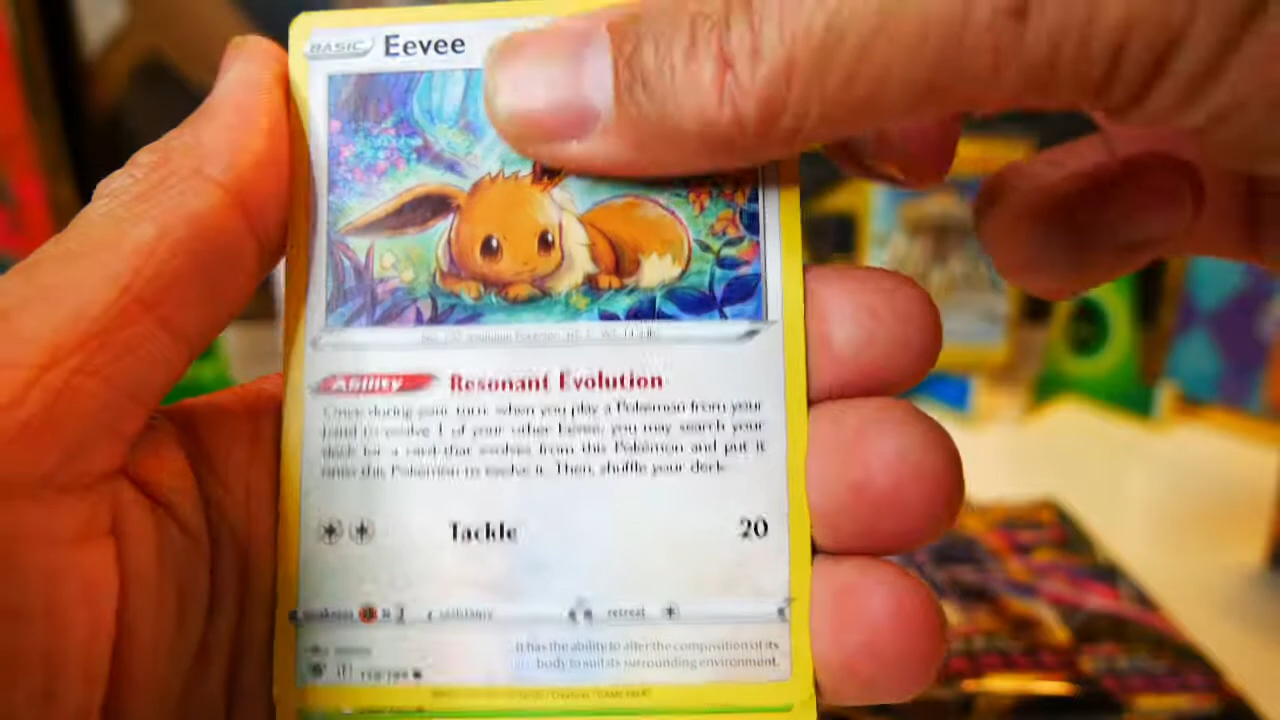 BASIC Eevee
Ability Resonant Evolution
Once during your turn, when you play a Pokémon from your
hand to evolve 1 of your other Eevee, you may search your
deck for a card that evolves from this Pokémon and put it
onto this Pokémon to evolve it. Then, shuffle your deck.
Tackle 20
weakness retreat
It has the ability to alter the composition of its
body to suit its surrounding environment.